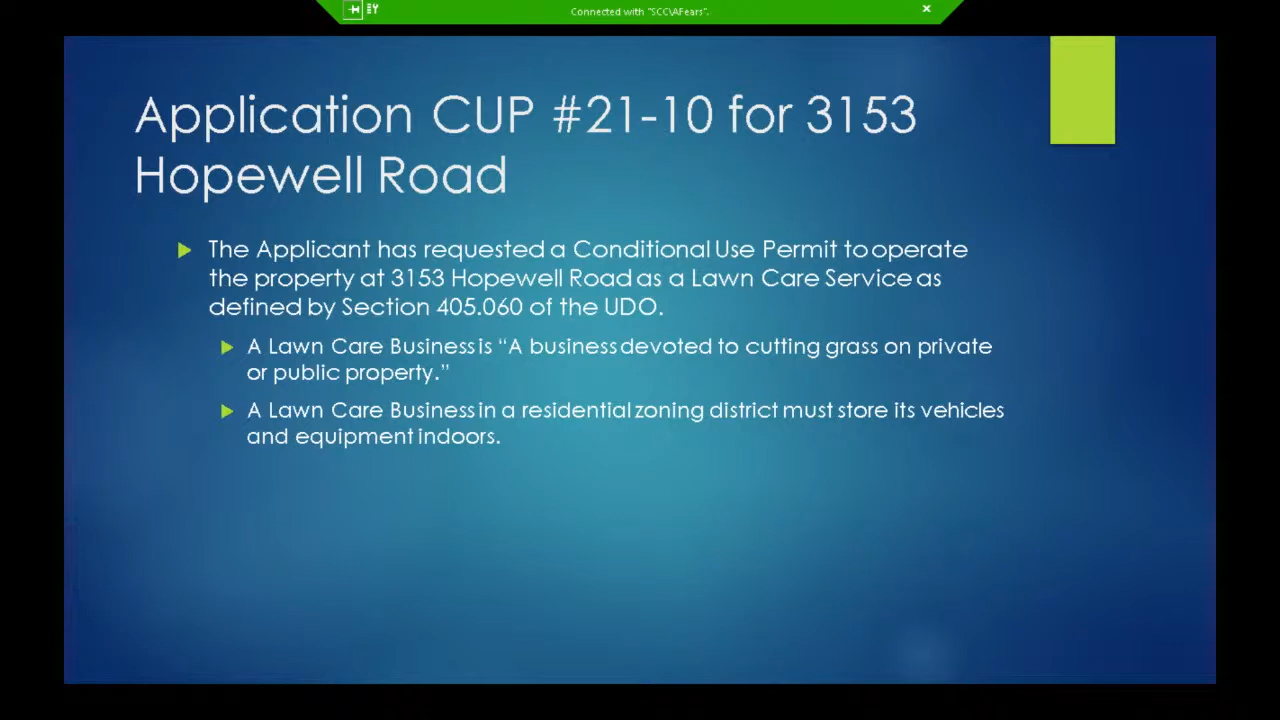 Connected with "SCC\AFears".
Application CUP #21-10 for 3153
Hopewell Road
The Applicant has requested a Conditional Use Permit to operate
the property at 3153 Hopewell Road as a Lawn Care Service as
defined by Section 405.060 of the UDO.
A Lawn Care Business is “A business devoted to cutting grass on private
or public property.”
A Lawn Care Business in a residential zoning district must store its vehicles
and equipment indoors.